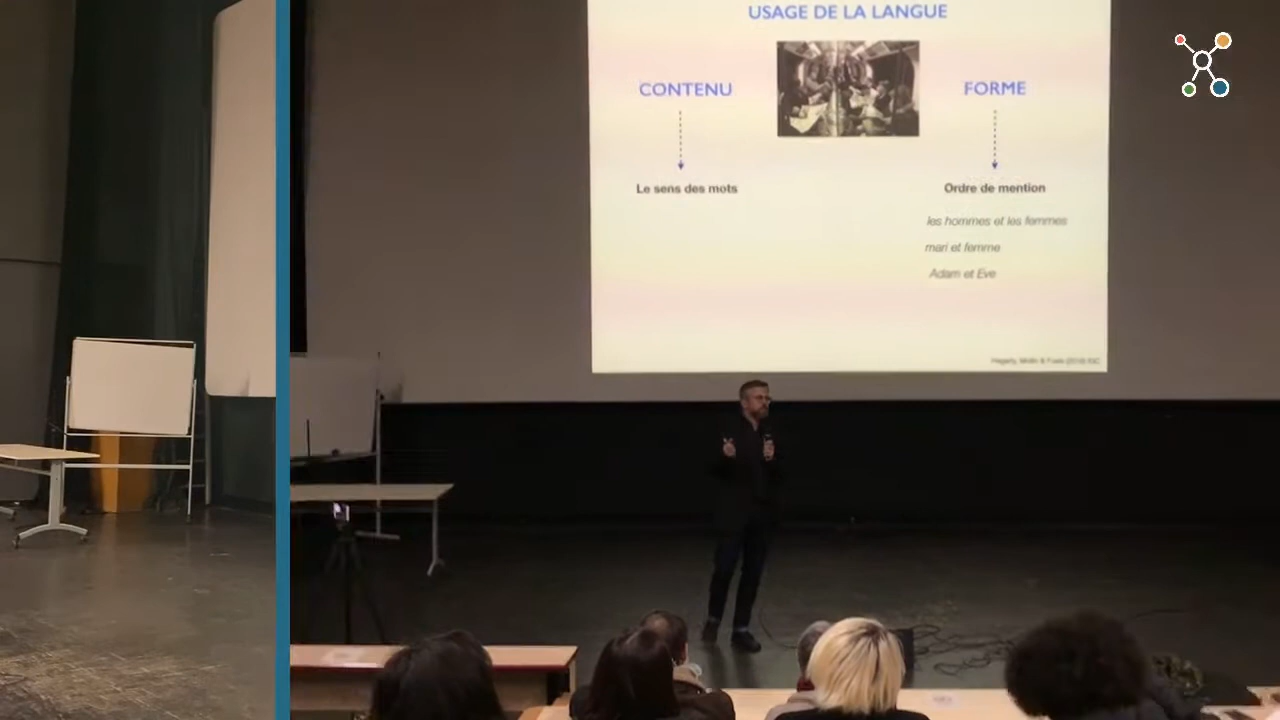 USAGE DE LA LANGUE
CONTENU
FORME
Le sens des mots
Ordre de mention
les hommes et les femmes
mari et femme
Adam et Eve